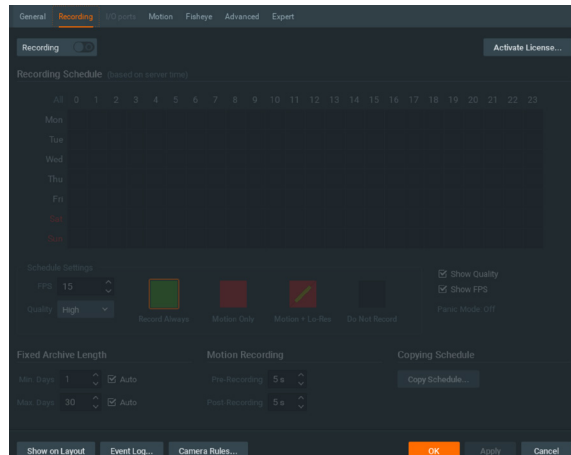 General Recording I/O ports Motion Fisheye Advanced Expert
Recording Activate License...
Recording Schedule (based on server time)
All 0 1 2 3 4 5 6 7 8 9 10 11 12 13 14 15 16 17 18 19 20 21 22 23
Mon
Tue
Wed
Thu
Fri
Sat
Sun
Schedule Settings
FPS 15
Quality High
Record Always Motion Only Motion + Lo-Res Do Not Record
Show Quality
Show FPS
Panic Mode: Off
Fixed Archive Length Motion Recording Copying Schedule
Min. Days 1 Auto Pre-Recording 5 s Copy Schedule...
Max. Days 30 Auto Post-Recording 5 s
Show on Layout Event Log... Camera Rules... OK Apply Cancel